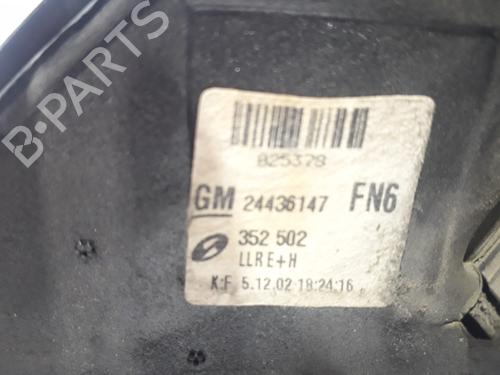 B-PARTS
825378
GM 24436147 FN6
352 502
LLRE+H
K:F 5.12.02 18:24:16